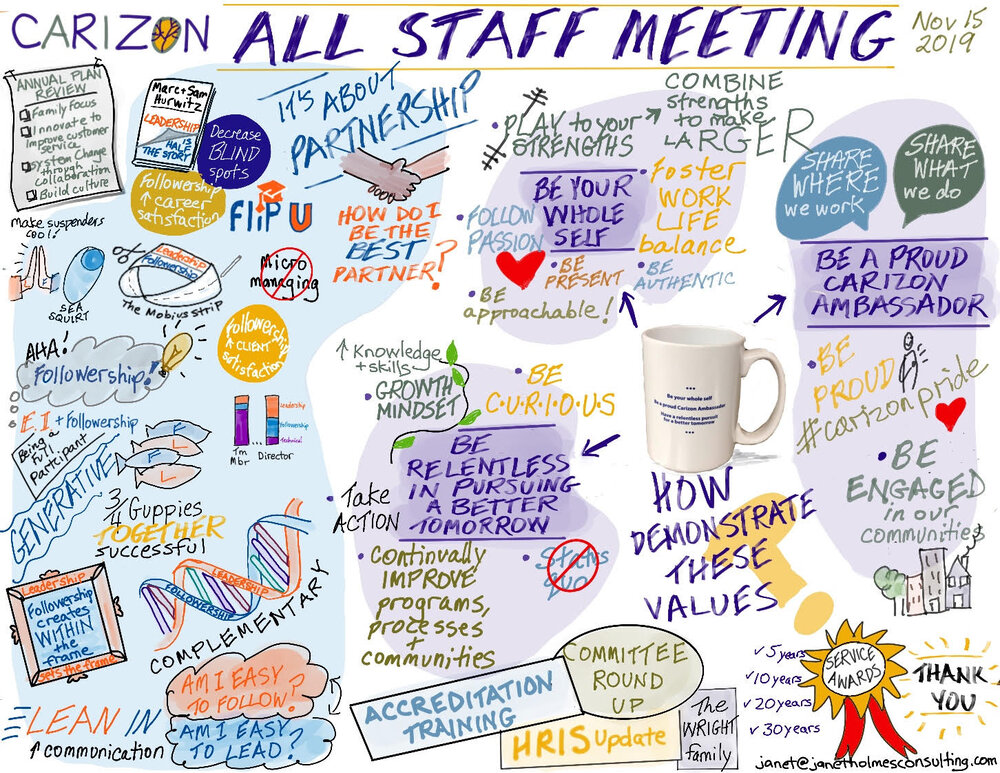 CARIZON
ALL STAFF MEETING
Nov 15
2019
ANNUAL PLAN
REVIEW
Family Focus
Innovate to
Improve customer
service
System Change
through
collaboration
Build culture
Marc + Sam
Hurwitz
LEADERSHIP
IS
HALF
THE STORY
Decrease
BLIND
spots
Followership
↑ career
satisfaction
FLIP U
IT'S ABOUT
PARTNERSHIP
HOW DO I
BE THE
BEST
PARTNER?
make suspenders
cool!
SEA
SQUIRT
Leadership
Followership
The Mobius Strip
Micro
managing
AHA!
Followership!
Followership
↑ CLIENT
satisfaction
E.I + Followership
Being a
full
Participant
GENERATIVE
F
L
F
L
3/4 Guppies
TOGETHER
successful
Leadership
Followership
Technical
Tm
Mbr
Director
Leadership
Followership
creates
WITHIN
the
frame
sets the frame
LEADERSHIP
FOLLOWERSHIP
COMPLEMENTARY
LEAN IN
↑ communication
AM I EASY
TO FOLLOW?
AM I EASY
TO LEAD?
• PLAY to your
STRENGTHS
→ COMBINE
strengths
to make
LARGER
BE YOUR
WHOLE
SELF
• FOLLOW
PASSION
• Foster
WORK
LIFE
balance
• BE
PRESENT
• BE
AUTHENTIC
• BE
approachable!
SHARE
WHERE
we work
SHARE
WHAT
we do
BE A PROUD
CARIZON
AMBASSADOR
• BE
PROUD
#carizonpride
• BE
ENGAGED
in our
communities
↑ Knowledge
+ skills
• GROWTH
MINDSET
• BE
C·U·R·I·O·U·S
BE
RELENTLESS
IN PURSUING
A BETTER
TOMORROW
• Take
ACTION
• Continually
IMPROVE
programs,
processes
+
communities
• Status
Quo
Be your whole self
Be a proud Carizon Ambassador
Have a relentless pursuit
for a better tomorrow
HOW
DEMONSTRATE
THESE
VALUES
ACCREDITATION
TRAINING
COMMITTEE
ROUND
UP
HRIS update
The
WRIGHT
family
✓ 5 years
✓ 10 years
✓ 20 years
✓ 30 years
SERVICE
AWARDS
THANK
YOU
janet@janetholmesconsulting.com